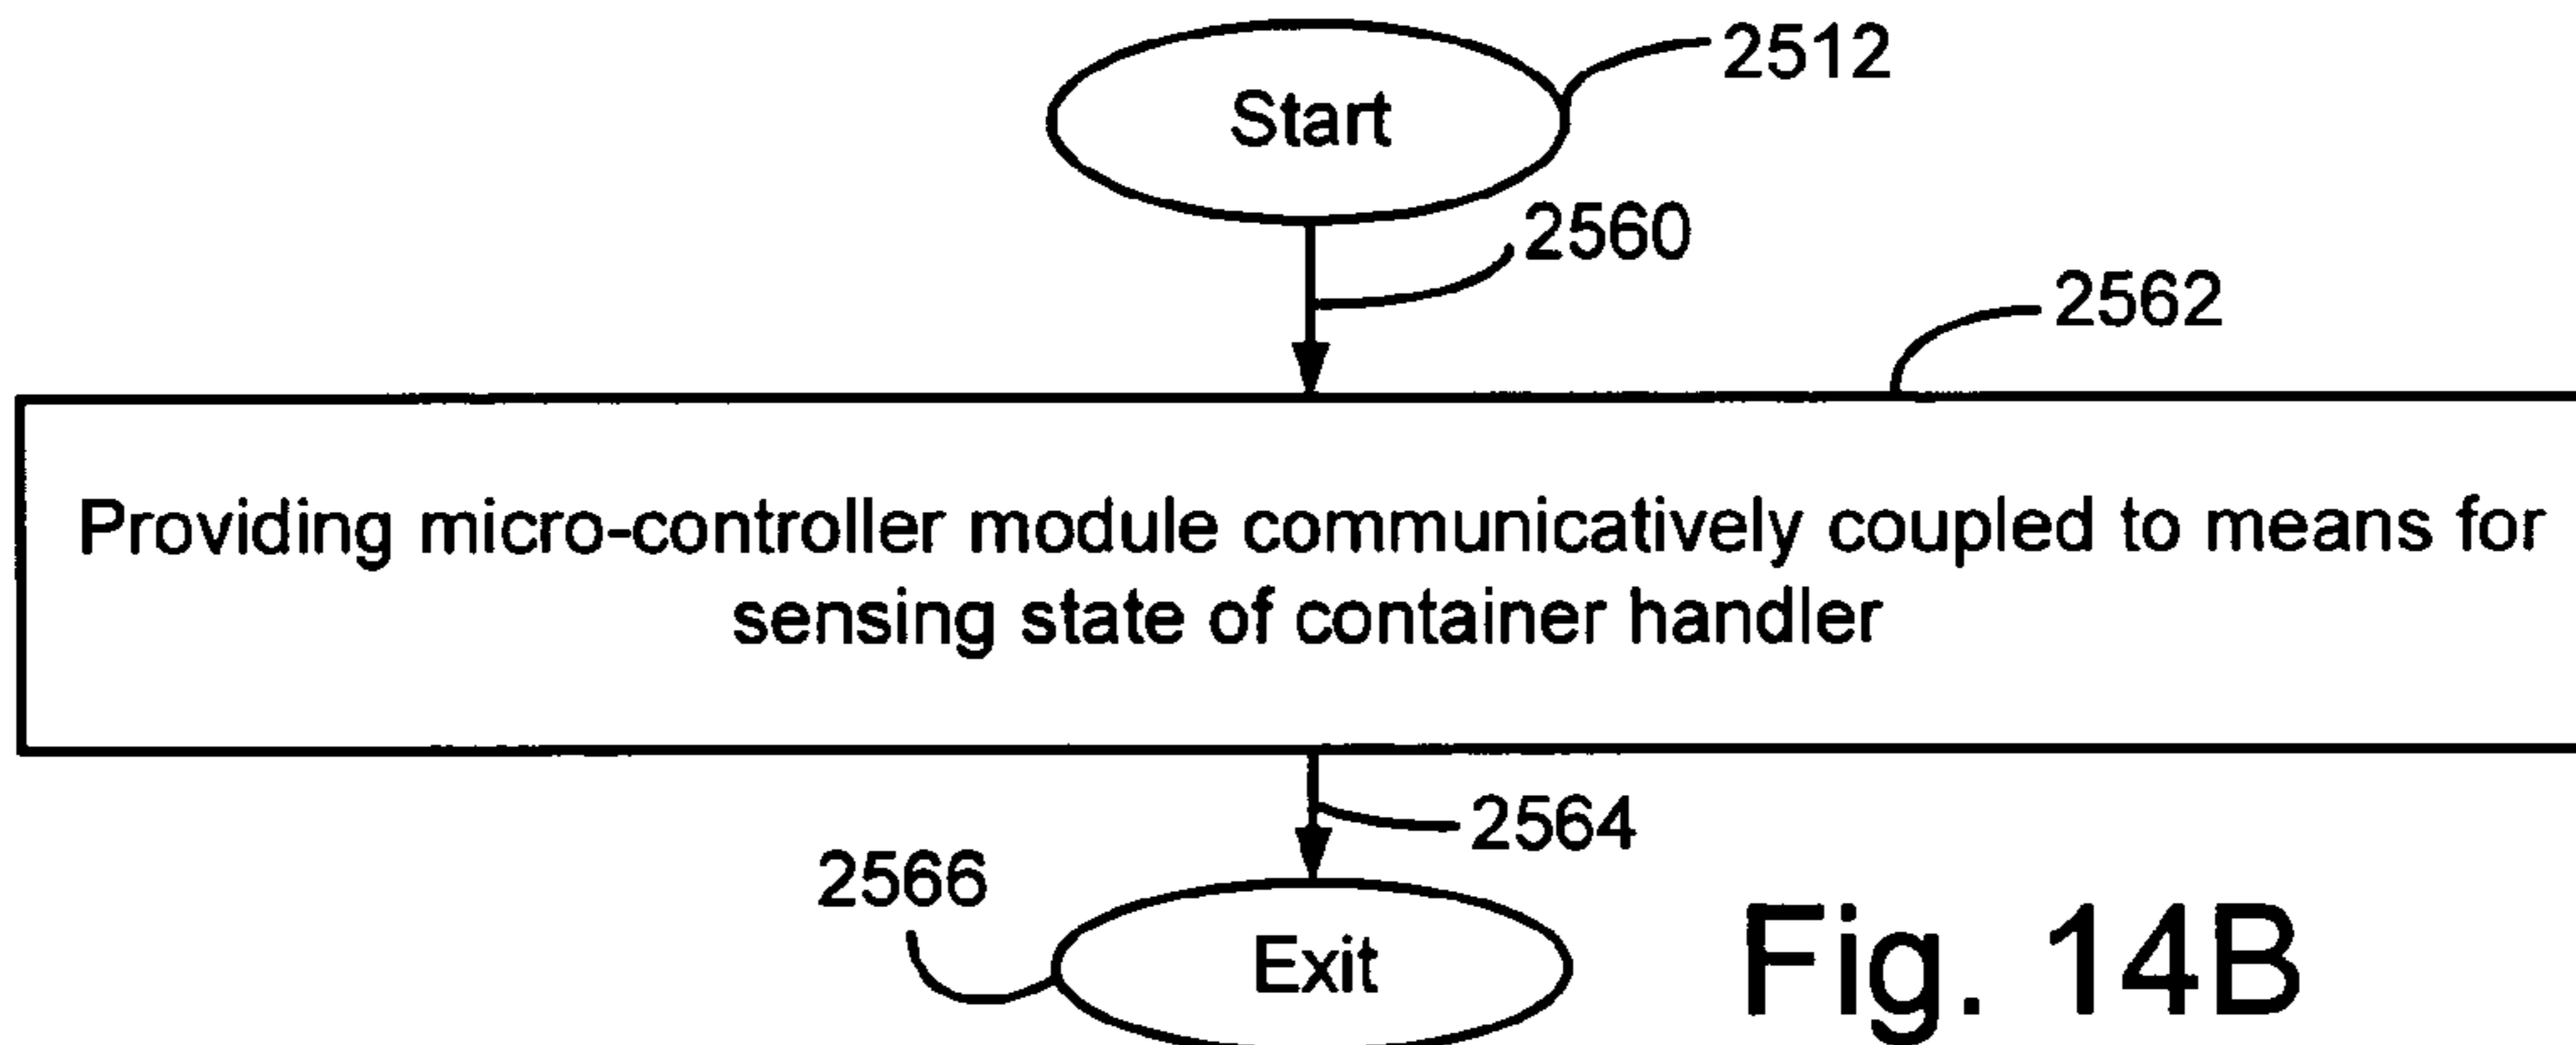 Start
2512
2560
2562
Providing micro-controller module communicatively coupled to means for
sensing state of container handler
2564
2566
Exit
Fig. 14B